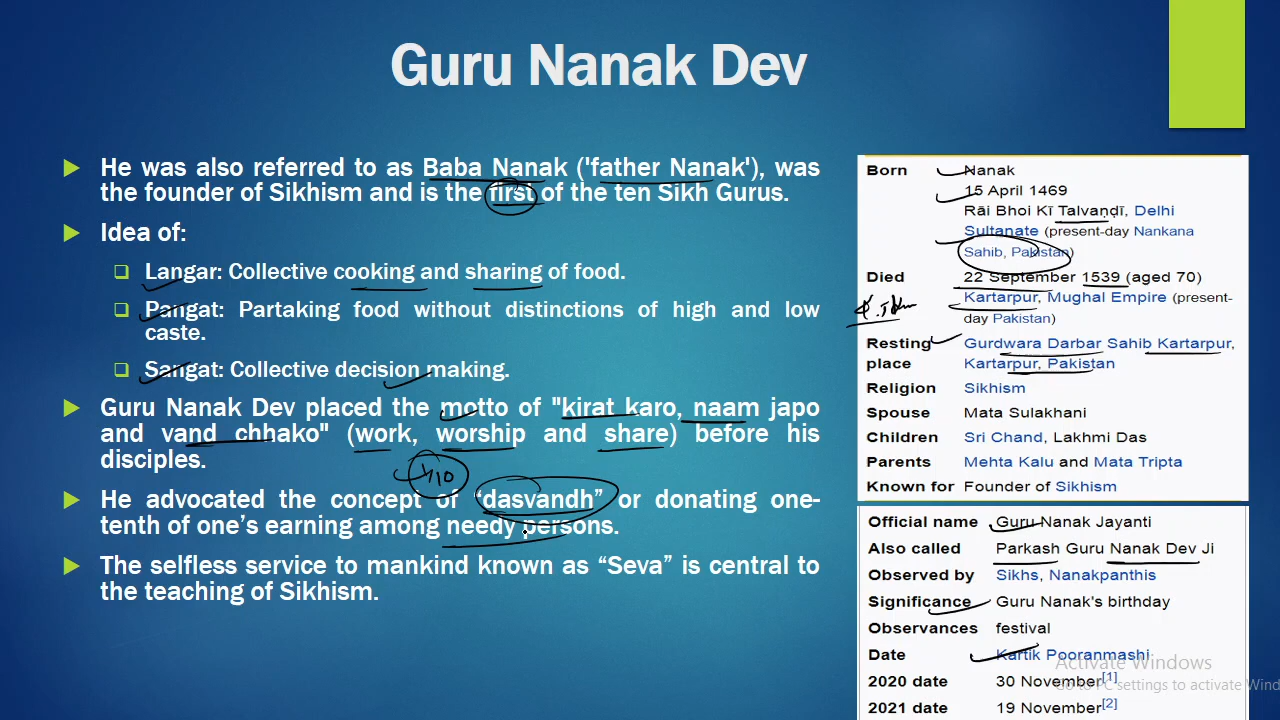 Guru Nanak Dev
He was also referred to as Baba Nanak ('father Nanak'), was
the founder of Sikhism and is the first of the ten Sikh Gurus.
Idea of:
Langar: Collective cooking and sharing of food.
Pangat: Partaking food without distinctions of high and low
caste.
Sangat: Collective decision making.
Guru Nanak Dev placed the motto of "kirat karo, naam japo
and vand chhako" (work, worship and share) before his
disciples.
1/10
He advocated the concept of “dasvandh” or donating one-
tenth of one’s earning among needy persons.
The selfless service to mankind known as “Seva” is central to
the teaching of Sikhism.
Born Nanak
15 April 1469
Rāi Bhoi Kī Talvaṇḍī, Delhi
Sultanate (present-day Nankana
Sahib, Pakistan)
Died 22 September 1539 (aged 70)
Kartarpur, Mughal Empire (present-
day Pakistan)
Resting Gurdwara Darbar Sahib Kartarpur,
place Kartarpur, Pakistan
Religion Sikhism
Spouse Mata Sulakhani
Children Sri Chand, Lakhmi Das
Parents Mehta Kalu and Mata Tripta
Known for Founder of Sikhism
Official name Guru Nanak Jayanti
Also called Parkash Guru Nanak Dev Ji
Observed by Sikhs, Nanakpanthis
Significance Guru Nanak's birthday
Observances festival
Date Kartik Pooranmashi
Activate Windows
2020 date 30 November[1]
Go to PC settings to activate Wind
2021 date 19 November[2]